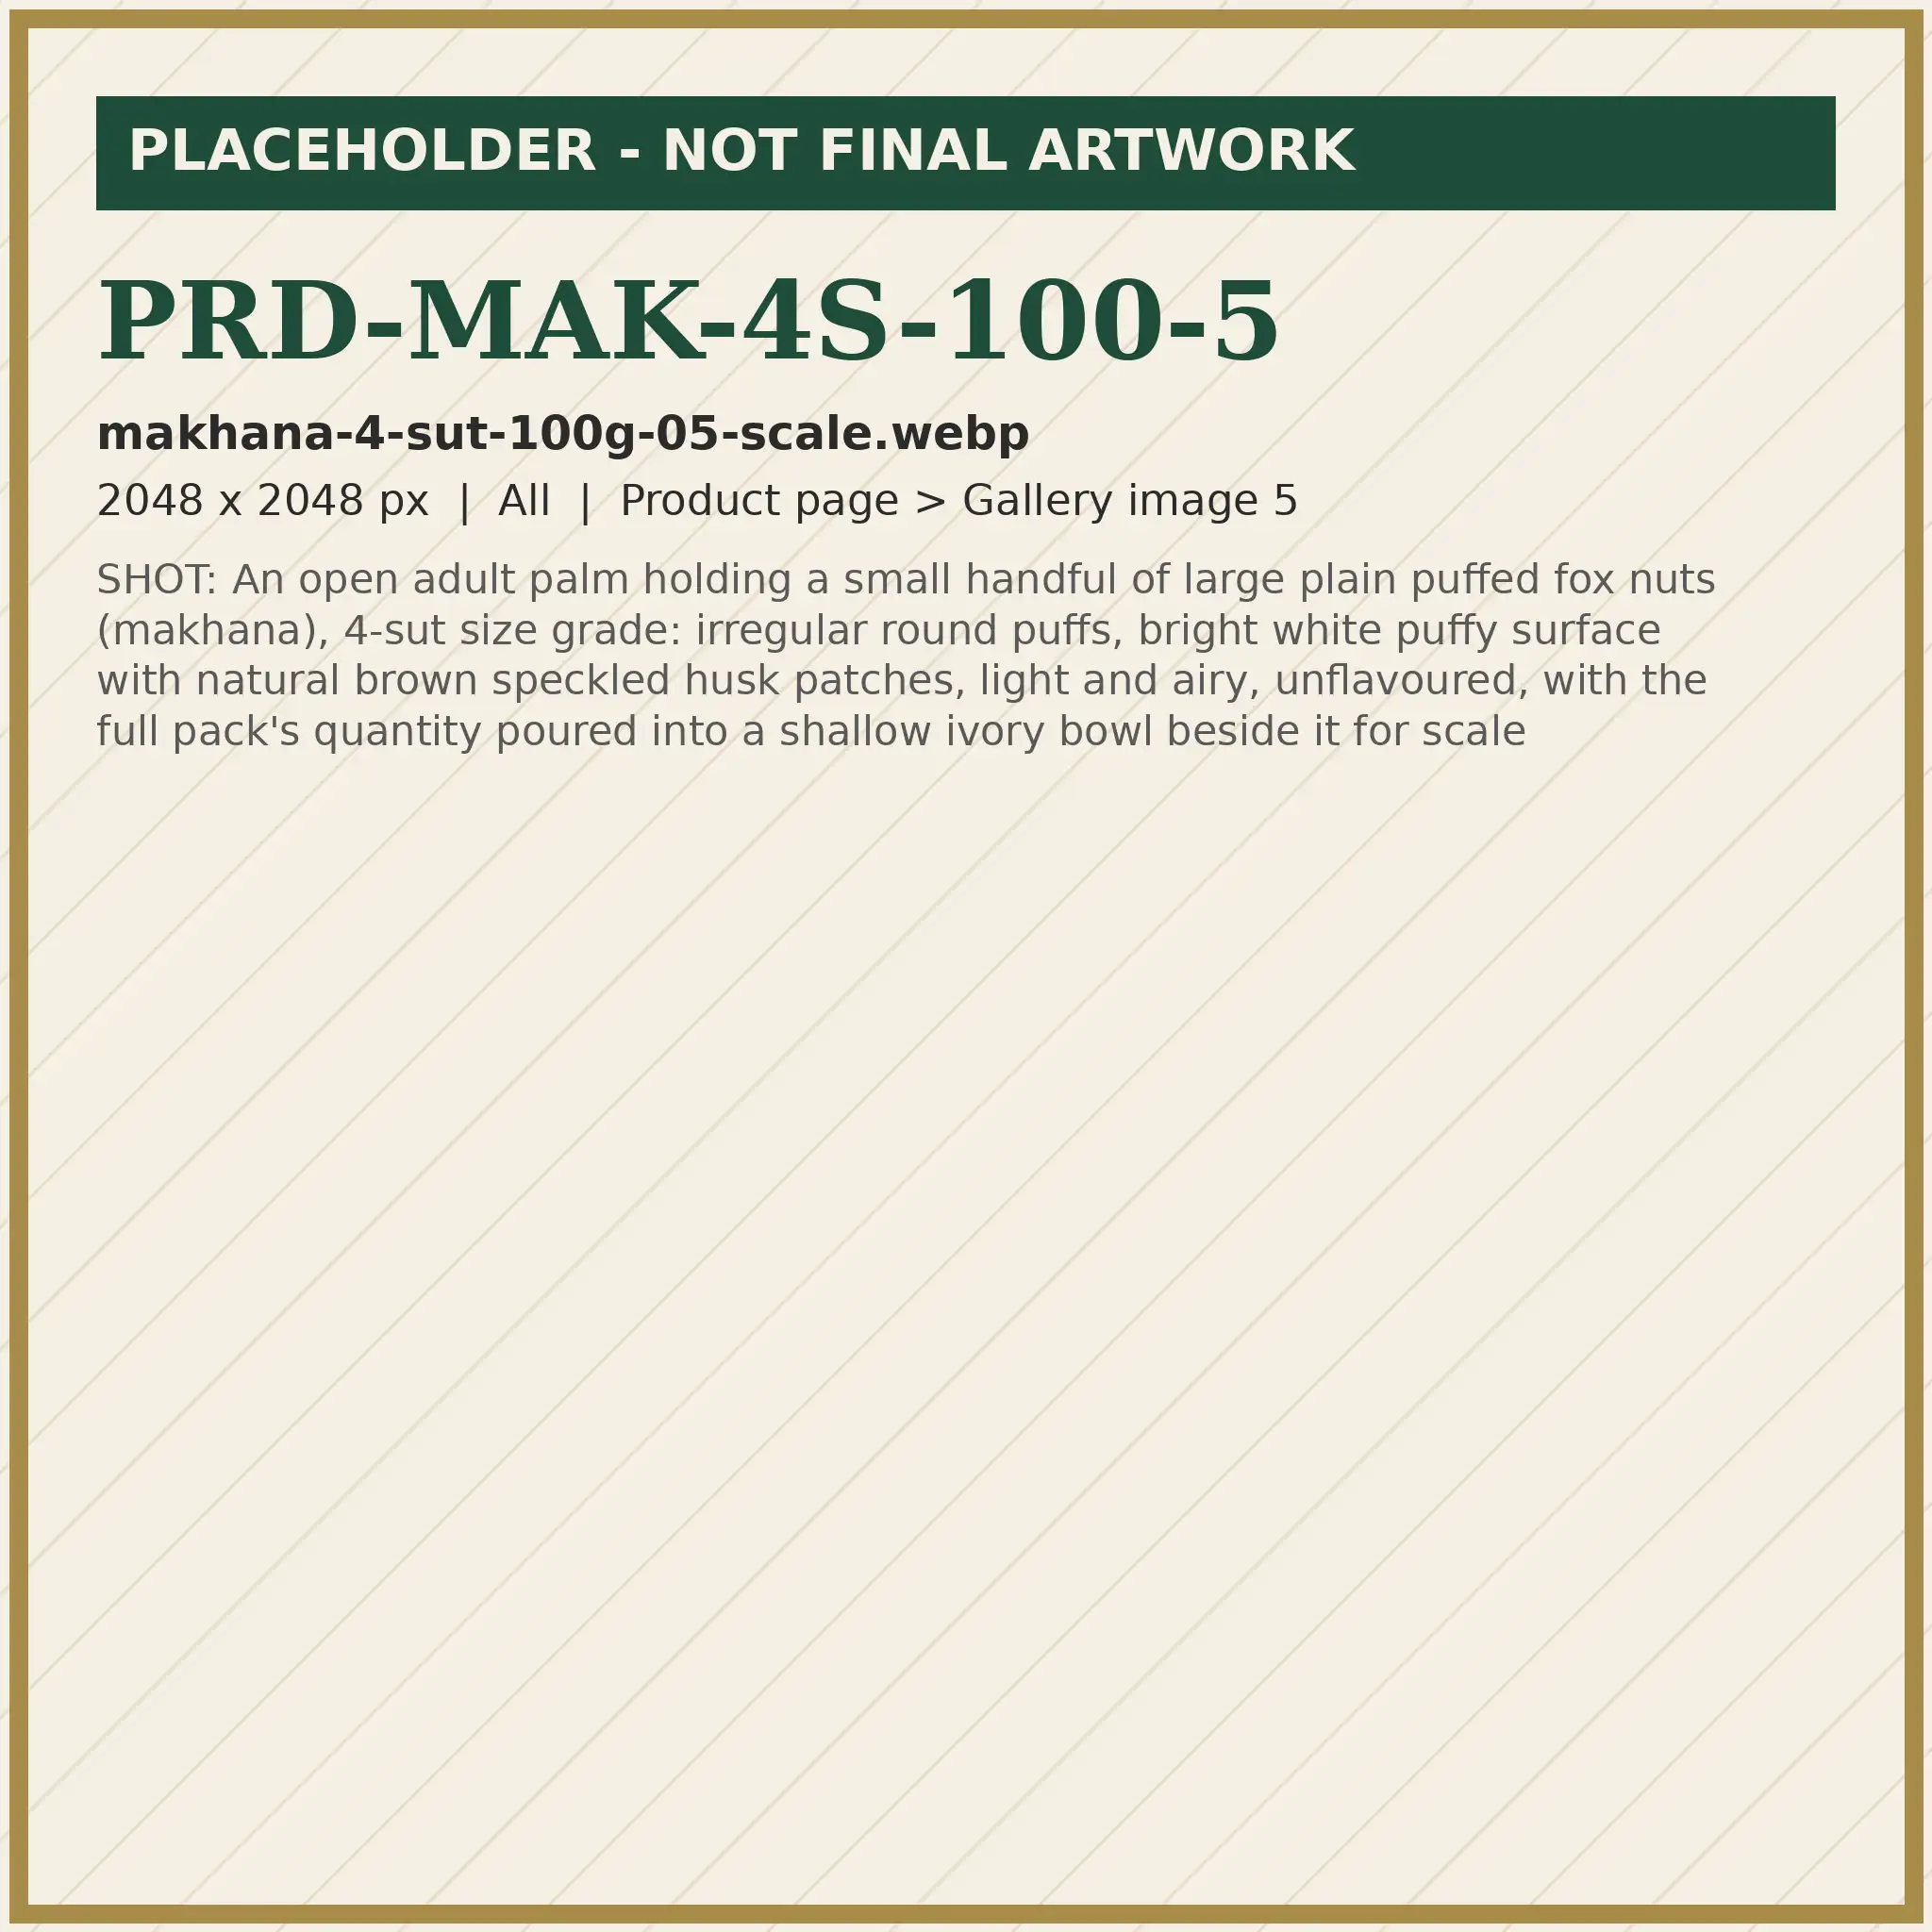 PLACEHOLDER - NOT FINAL ARTWORK
PRD-MAK-4S-100-5
makhana-4-sut-100g-05-scale.webp
2048 x 2048 px | All | Product page > Gallery image 5
SHOT: An open adult palm holding a small handful of large plain puffed fox nuts
(makhana), 4-sut size grade: irregular round puffs, bright white puffy surface
with natural brown speckled husk patches, light and airy, unflavoured, with the
full pack's quantity poured into a shallow ivory bowl beside it for scale